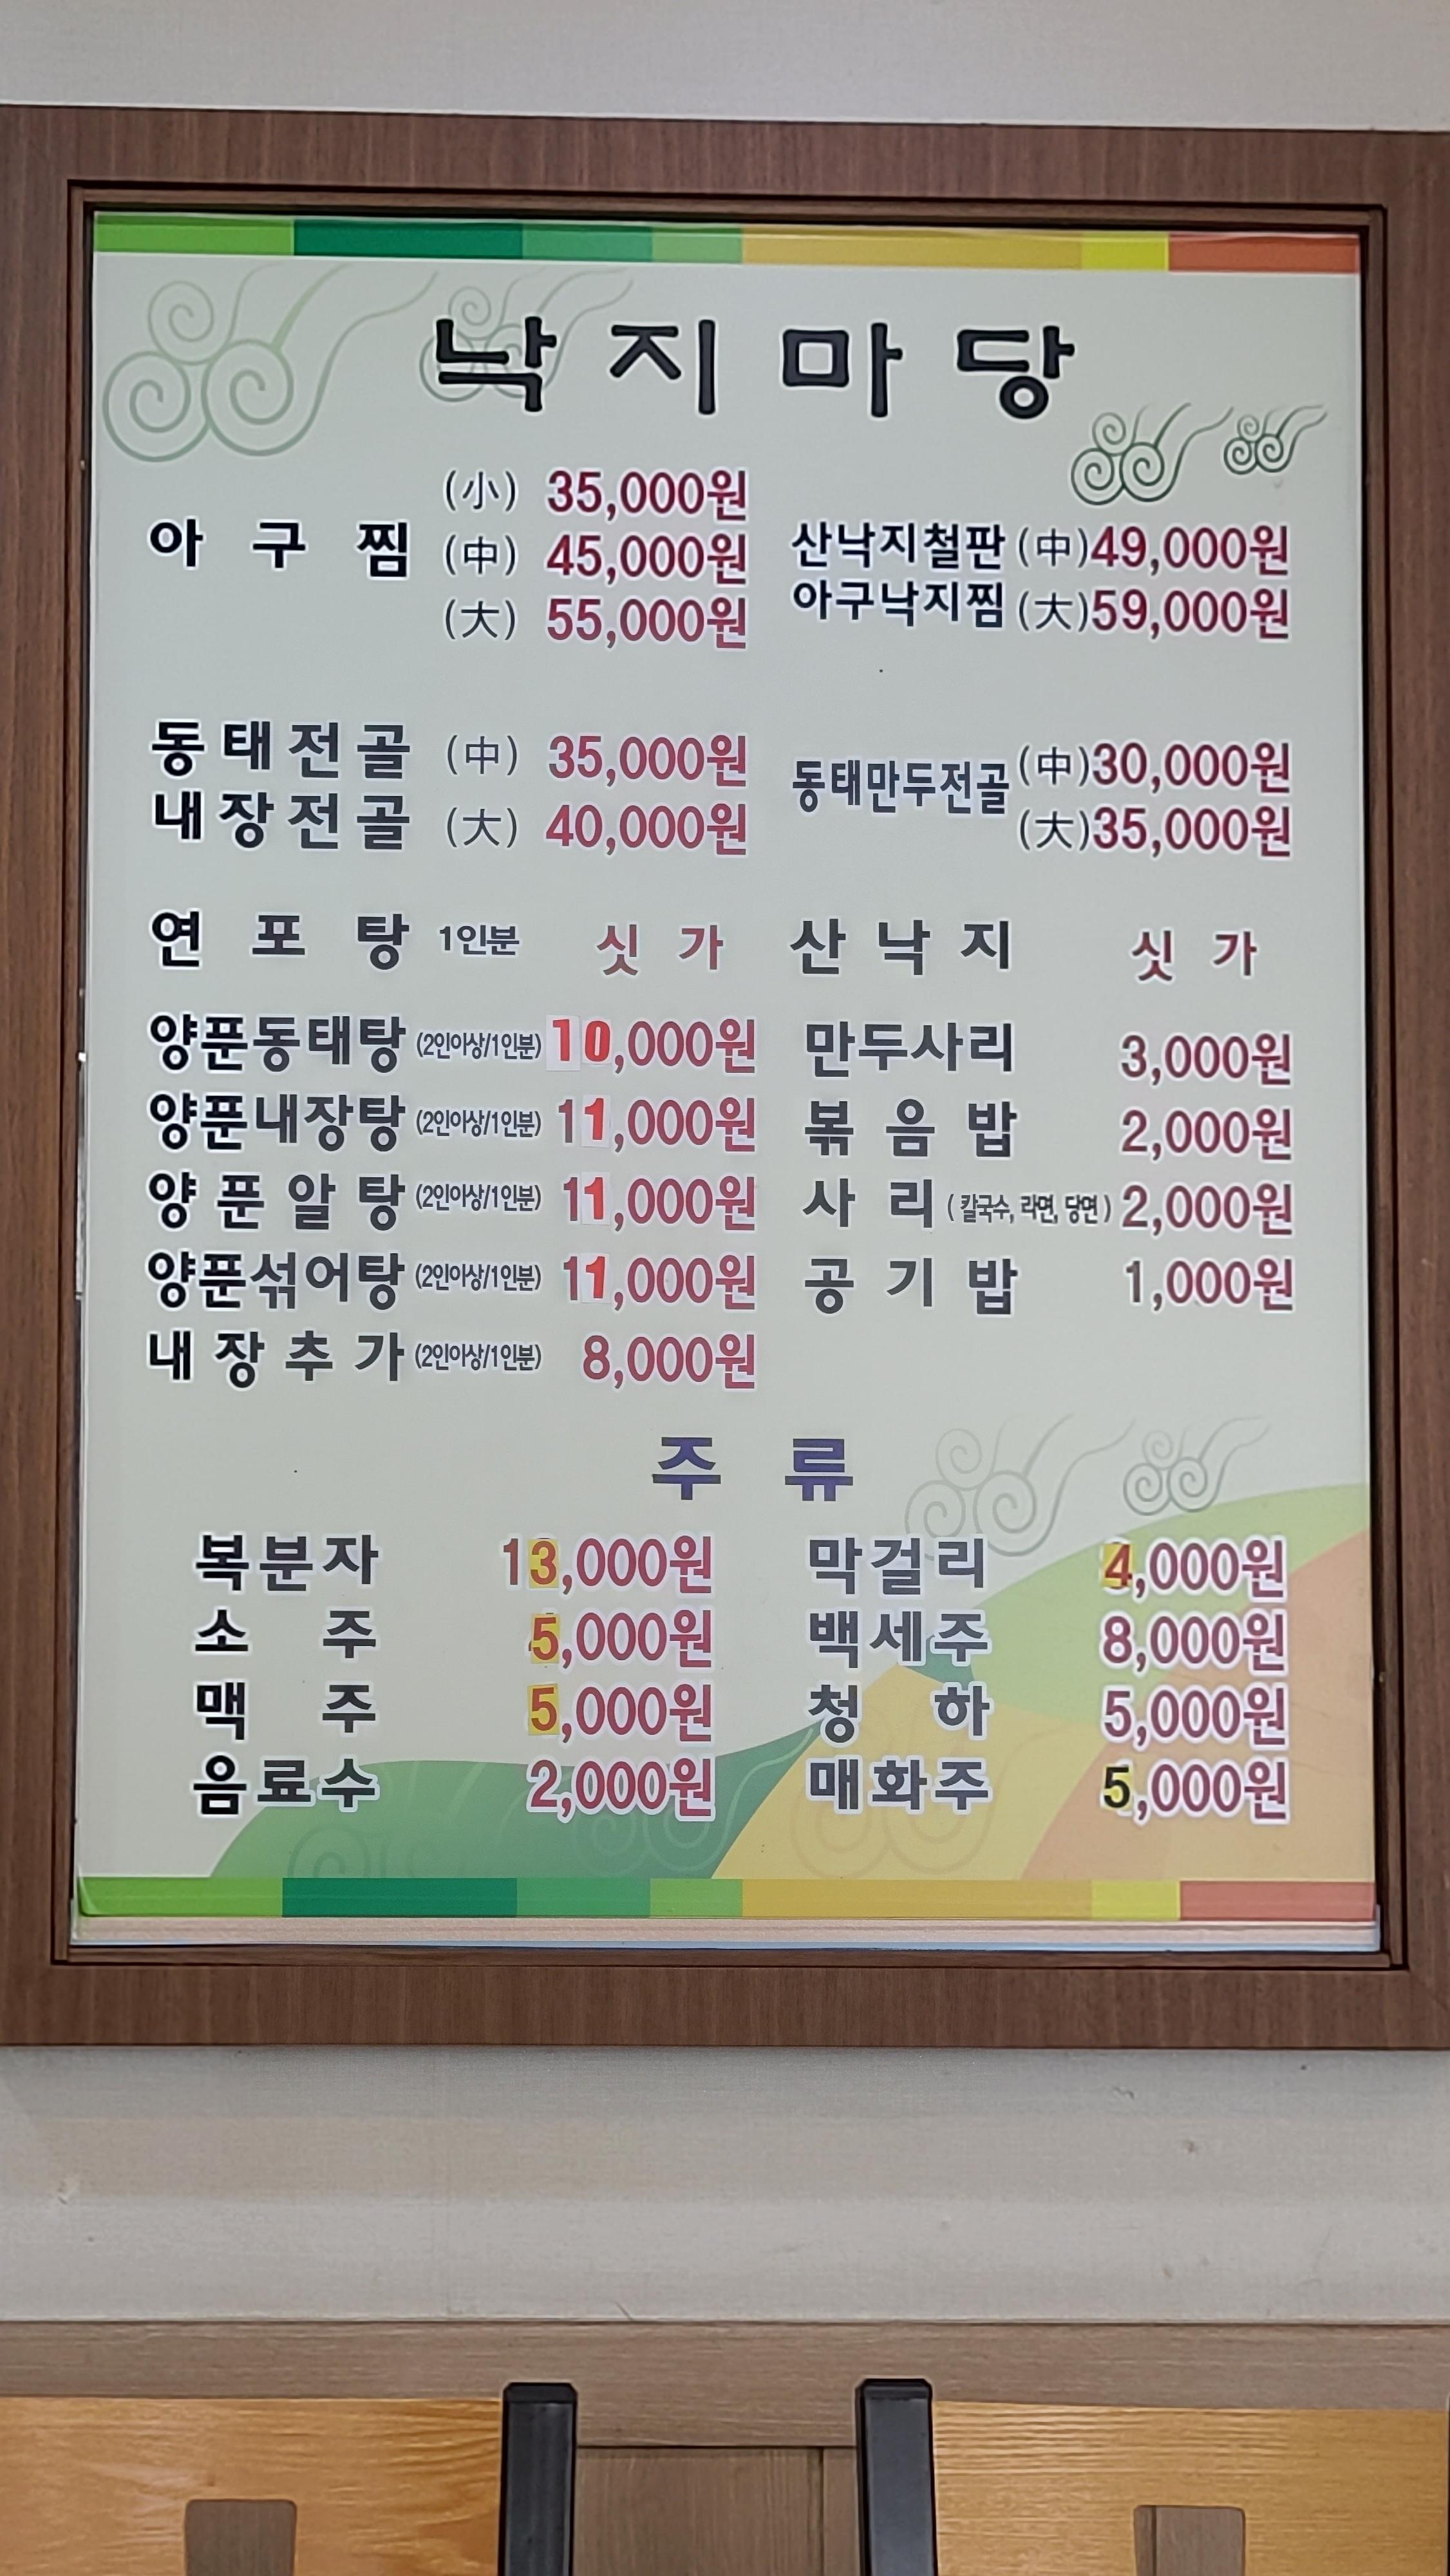 낙지마당
아구찜 (小) 35,000원
(中) 45,000원
(大) 55,000원
산낙지철판 (中) 49,000원
아구낙지찜 (大) 59,000원
동태전골 (中) 35,000원
내장전골 (大) 40,000원
동태만두전골 (中) 30,000원
(大) 35,000원
연포탕 1인분 싯가
산낙지 싯가
양푼동태탕 (2인이상/1인분) 10,000원
양푼내장탕 (2인이상/1인분) 11,000원
양푼알탕 (2인이상/1인분) 11,000원
양푼섞어탕 (2인이상/1인분) 11,000원
내장추가 (2인이상/1인분) 8,000원
만두사리 3,000원
볶음밥 2,000원
사리 (칼국수, 라면, 당면) 2,000원
공기밥 1,000원
주류
복분자 13,000원
소주 5,000원
맥주 5,000원
음료수 2,000원
막걸리 4,000원
백세주 8,000원
청하 5,000원
매화주 5,000원